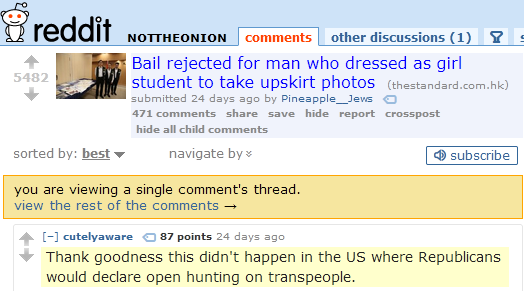 reddit NOTTHEONION comments other discussions (1)
5482
Bail rejected for man who dressed as girl
student to take upskirt photos (thestandard.com.hk)
submitted 24 days ago by Pineapple__Jews
471 comments share save hide report crosspost
hide all child comments
sorted by: best navigate by
subscribe
you are viewing a single comment's thread.
view the rest of the comments →
[–] cutelyaware 87 points 24 days ago
Thank goodness this didn't happen in the US where Republicans
would declare open hunting on transpeople.